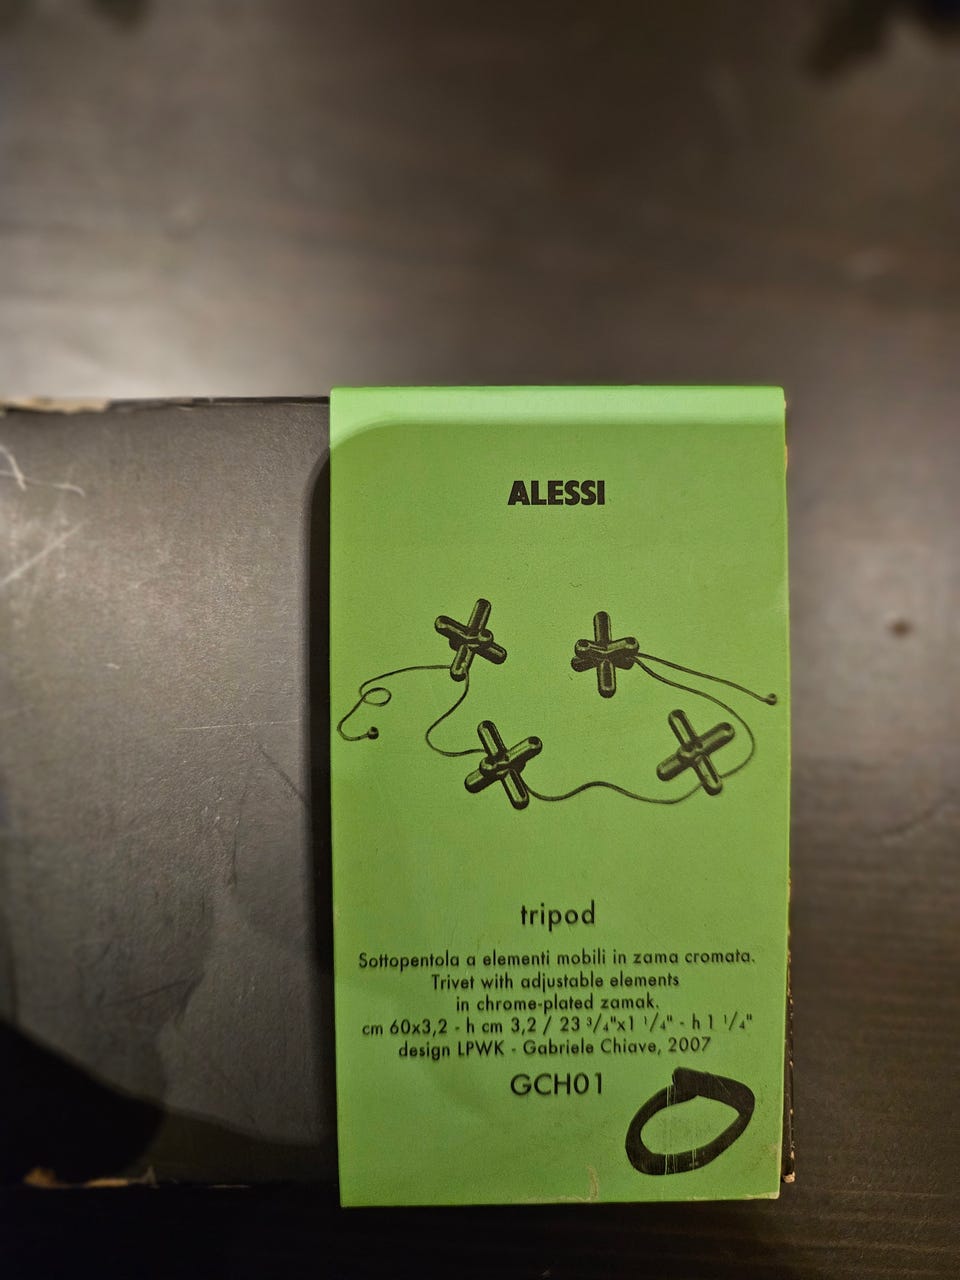 ALESSI
tripod
Sottopentola a elementi mobili in zama cromata.
Trivet with adjustable elements
in chrome-plated zamak.
cm 60x3,2 - h cm 3,2 / 23 ³/₄"x1 ¹/₄" - h 1 ¹/₄"
design LPWK - Gabriele Chiave, 2007
GCH01